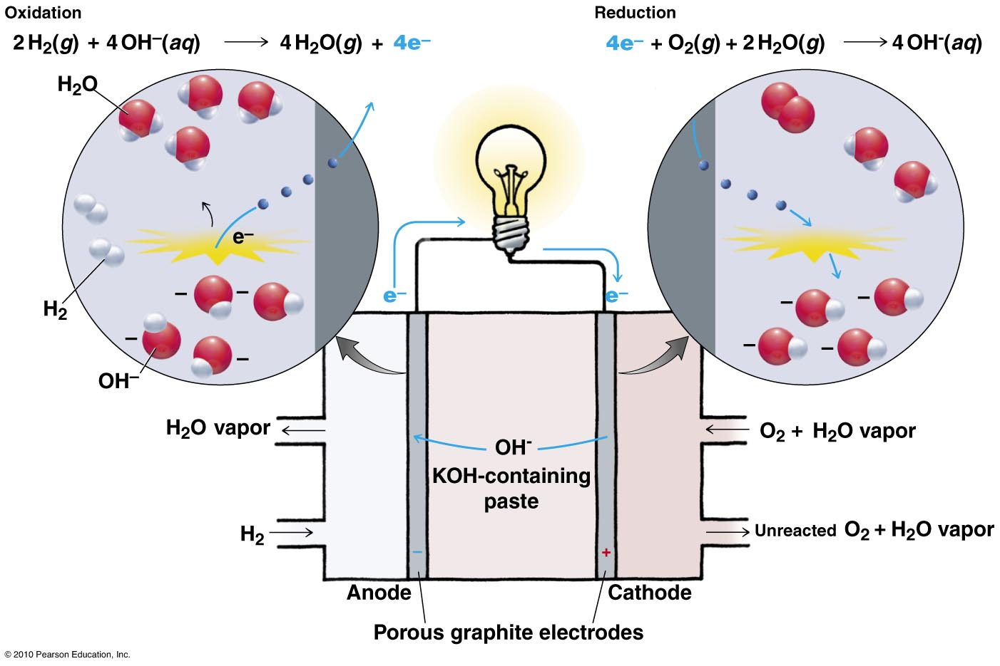 Oxidation
2 H₂(g) + 4 OH⁻(aq) ⟶ 4 H₂O(g) + 4e⁻
Reduction
4e⁻ + O₂(g) + 2 H₂O(g) ⟶ 4 OH⁻(aq)
H₂O
e⁻
H₂
OH⁻
e⁻
e⁻
− − − −
− − − −
H₂O vapor
H₂
OH⁻
KOH-containing
paste
O₂ + H₂O vapor
Unreacted O₂ + H₂O vapor
−
+
Anode
Cathode
Porous graphite electrodes
© 2010 Pearson Education, Inc.